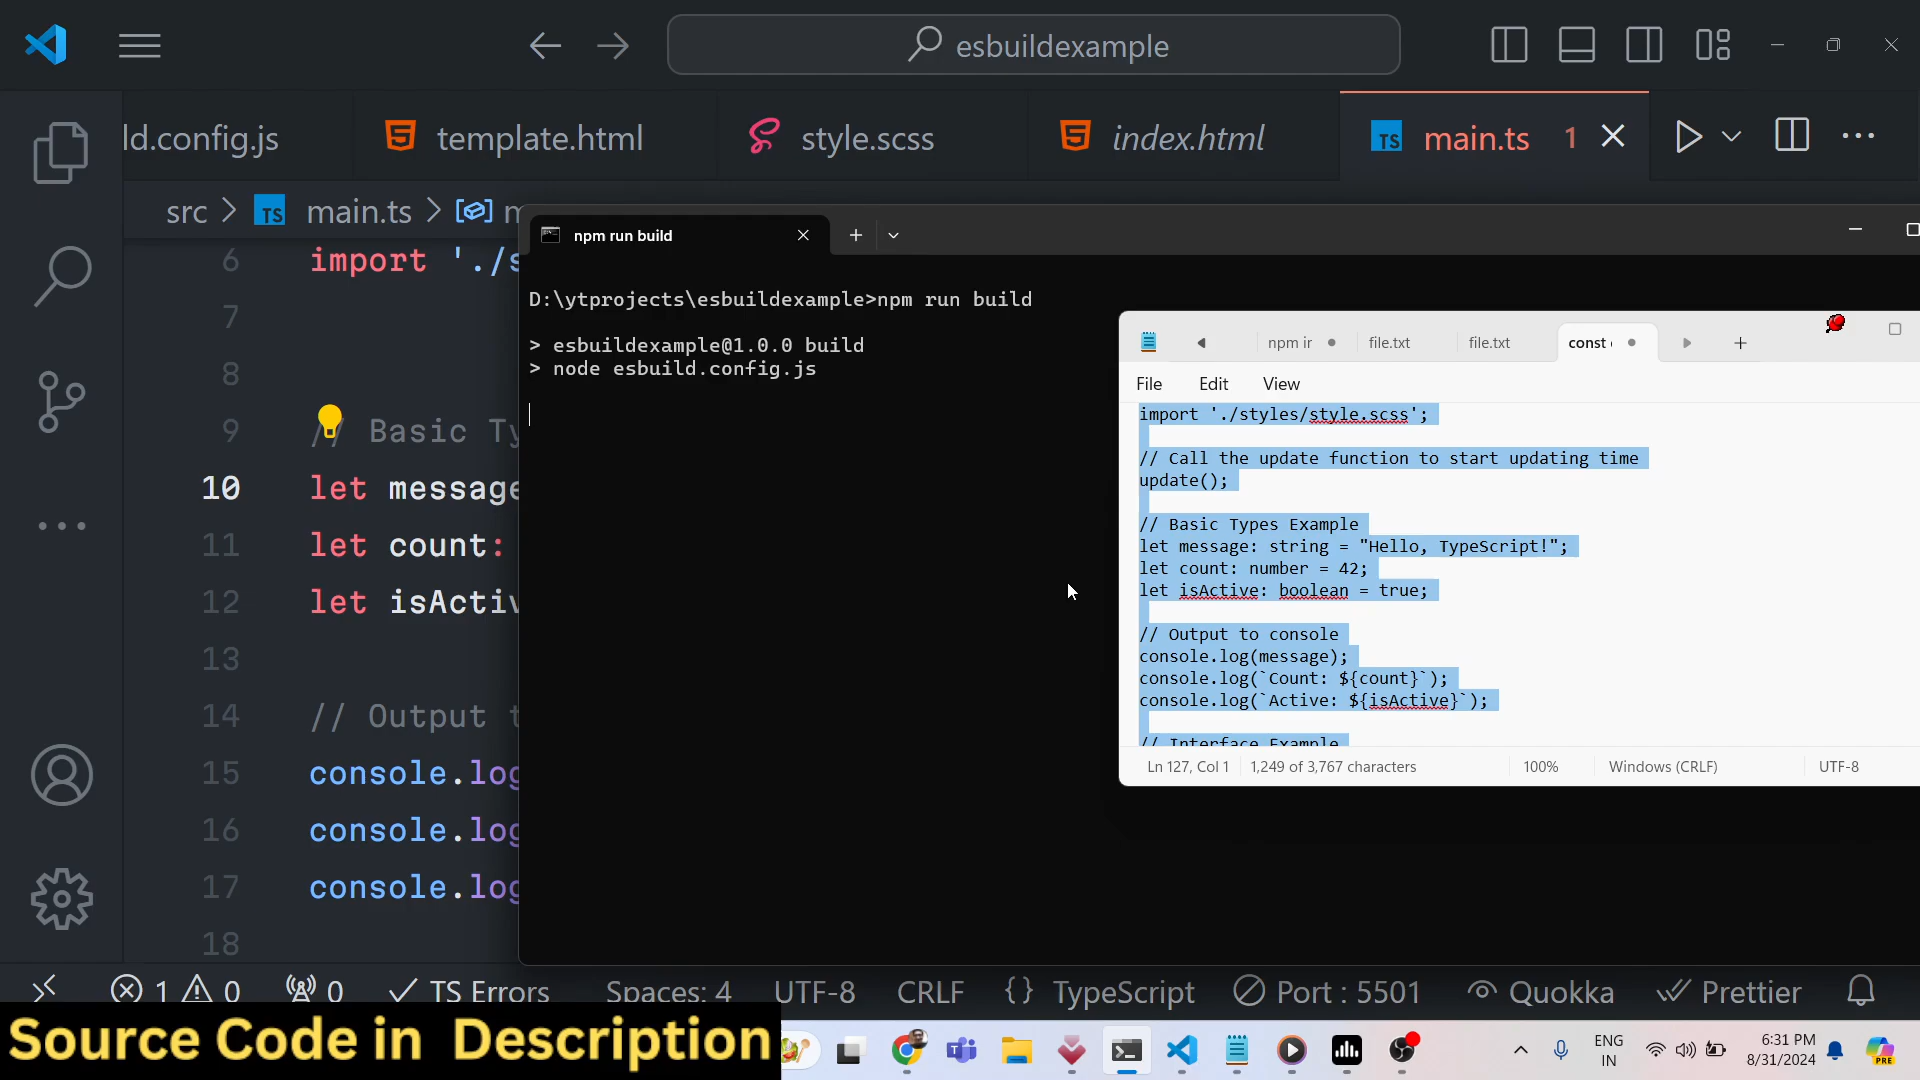 esbuildexample
ld.config.js
template.html
style.scss
index.html
TS main.ts 1
src > TS main.ts >
6 import './s
7
8
9 // Basic Ty
10 let message
11 let count:
12 let isActiv
13
14 // Output t
15 console.log
16 console.log
17 console.log
18
npm run build
D:\ytprojects\esbuildexample>npm run build
> esbuildexample@1.0.0 build
> node esbuild.config.js
npm ir
file.txt
file.txt
const
File Edit View
import './styles/style.scss';
// Call the update function to start updating time
update();
// Basic Types Example
let message: string = "Hello, TypeScript!";
let count: number = 42;
let isActive: boolean = true;
// Output to console
console.log(message);
console.log(`Count: ${count}`);
console.log(`Active: ${isActive}`);
// Interface Example
Ln 127, Col 1 1,249 of 3,767 characters 100% Windows (CRLF) UTF-8
1 0 0 TS Errors Spaces: 4 UTF-8 CRLF {} TypeScript Port : 5501 Quokka Prettier
Source Code in Description
ENG
IN
6:31 PM
8/31/2024
PRE